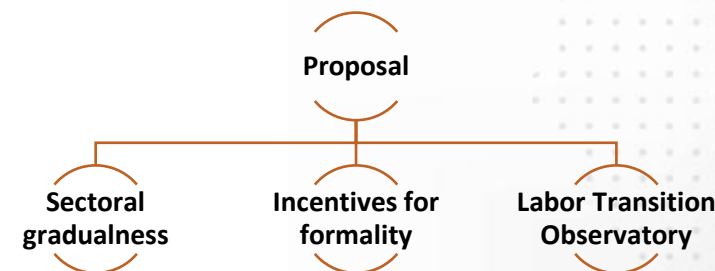 Proposal
Sectoral
gradualness
Incentives for
formality
Labor Transition
Observatory